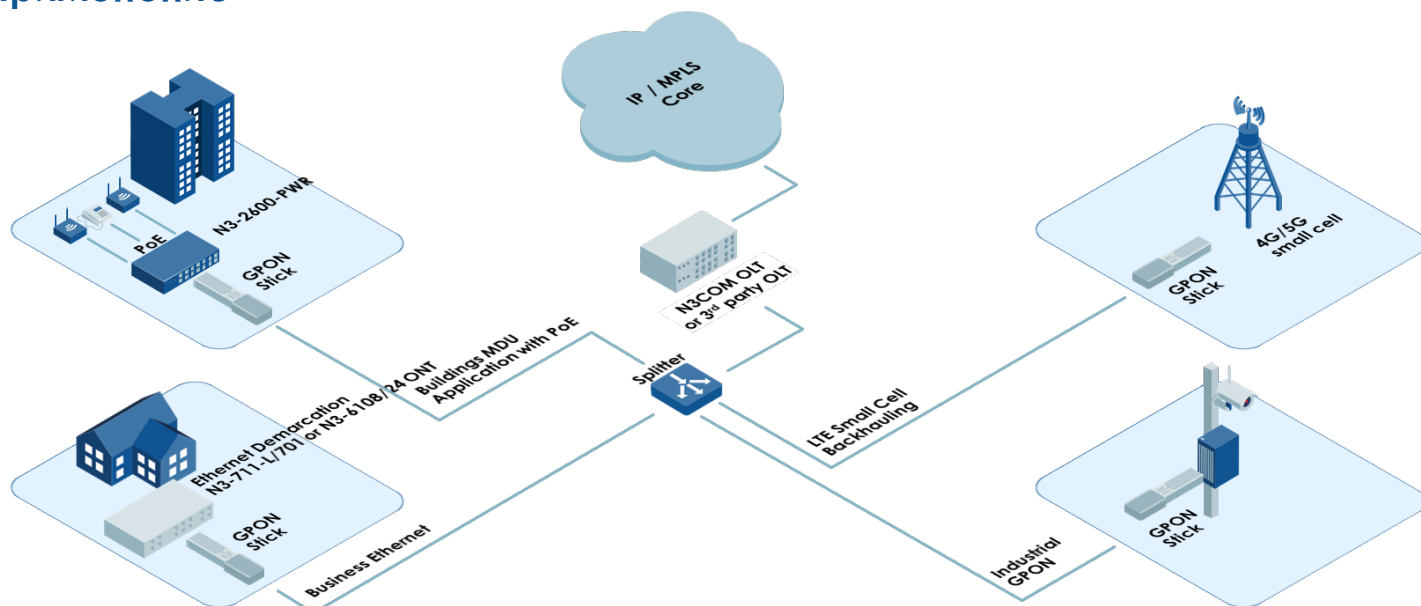 IP / MPLS
Core
N3-2600-PWR
PoE
GPON
Stick
4G/5G
small cell
GPON
Stick
N3COM OLT
or 3rd party OLT
Buildings MDU
Application with PoE
Splitter
LTE Small Cell
Backhauling
Ethernet Demarcation
N3-711-L/701 or N3-6108/24 ONT
GPON
Stick
Business Ethernet
Industrial
GPON
GPON
Stick